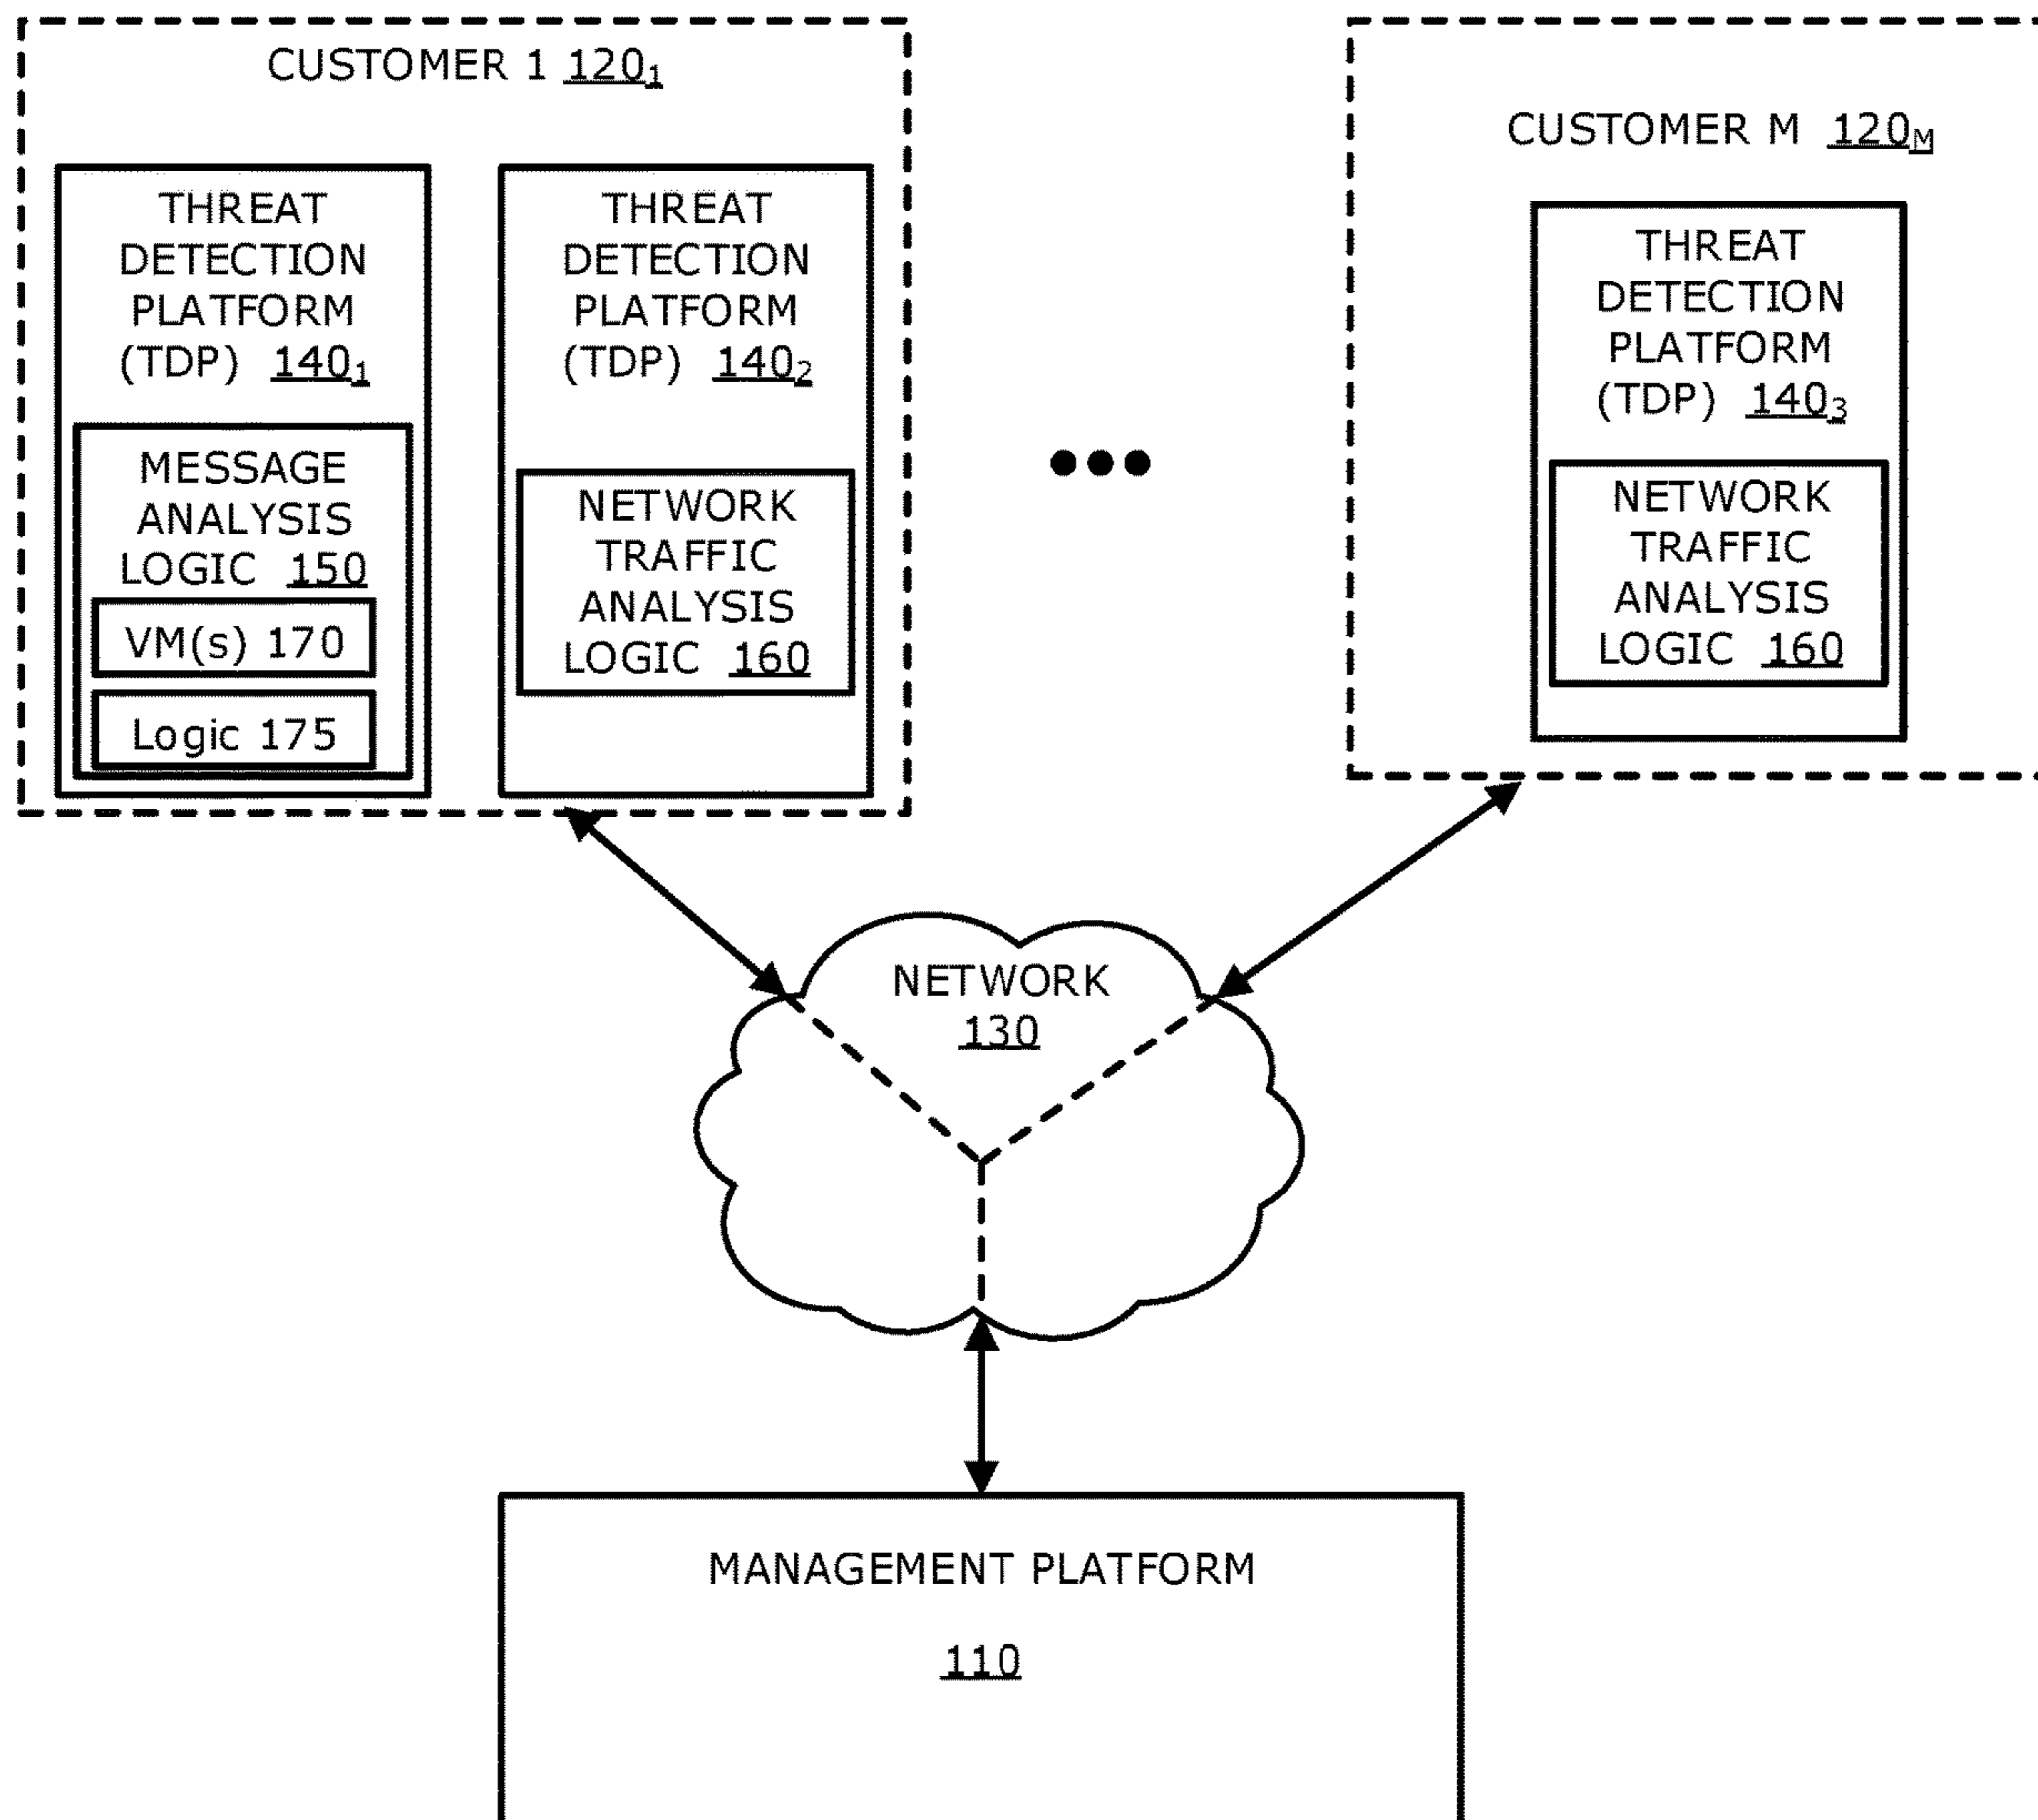 CUSTOMER 1 120₁
THREAT
DETECTION
PLATFORM
(TDP) 140₁
MESSAGE
ANALYSIS
LOGIC 150
VM(s) 170
Logic 175
THREAT
DETECTION
PLATFORM
(TDP) 140₂
NETWORK
TRAFFIC
ANALYSIS
LOGIC 160
CUSTOMER M 120_M
THREAT
DETECTION
PLATFORM
(TDP) 140₃
NETWORK
TRAFFIC
ANALYSIS
LOGIC 160
NETWORK
130
MANAGEMENT PLATFORM
110